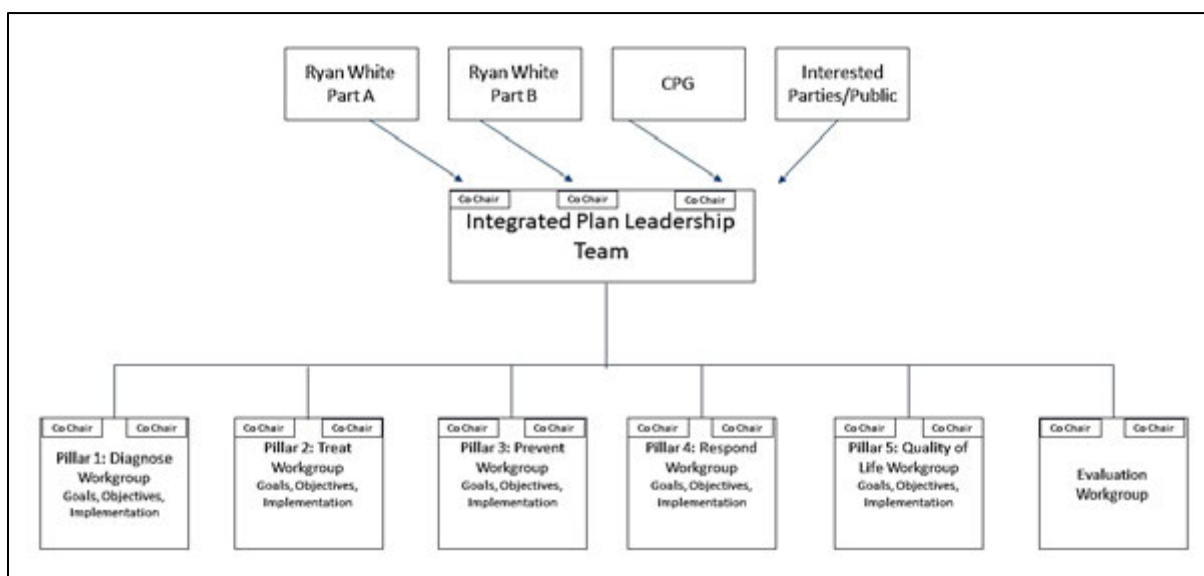 Ryan White
Part A
Ryan White
Part B
CPG
Interested
Parties/Public
Co Chair
Co Chair
Co Chair
Integrated Plan Leadership
Team
Co Chair
Co Chair
Pillar 1: Diagnose
Workgroup
Goals, Objectives,
Implementation
Co Chair
Co Chair
Pillar 2: Treat
Workgroup
Goals, Objectives,
Implementation
Co Chair
Co Chair
Pillar 3: Prevent
Workgroup
Goals, Objectives,
Implementation
Co Chair
Co Chair
Pillar 4: Respond
Workgroup
Goals, Objectives,
Implementation
Co Chair
Co Chair
Pillar 5: Quality of
Life Workgroup
Goals, Objectives,
Implementation
Co Chair
Co Chair
Evaluation
Workgroup